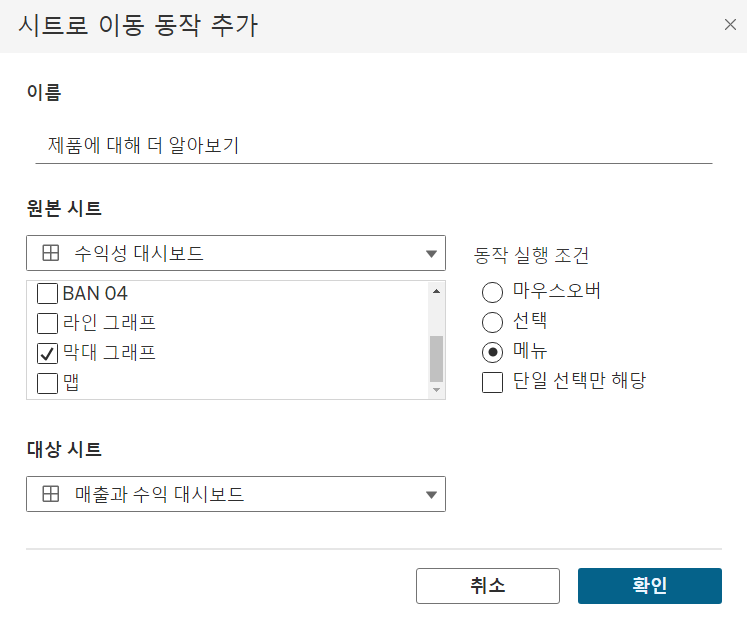 시트로 이동 동작 추가
이름
제품에 대해 더 알아보기
원본 시트
수익성 대시보드
동작 실행 조건
BAN 04
라인 그래프
막대 그래프
맵
마우스오버
선택
메뉴
단일 선택만 해당
대상 시트
매출과 수익 대시보드
취소
확인